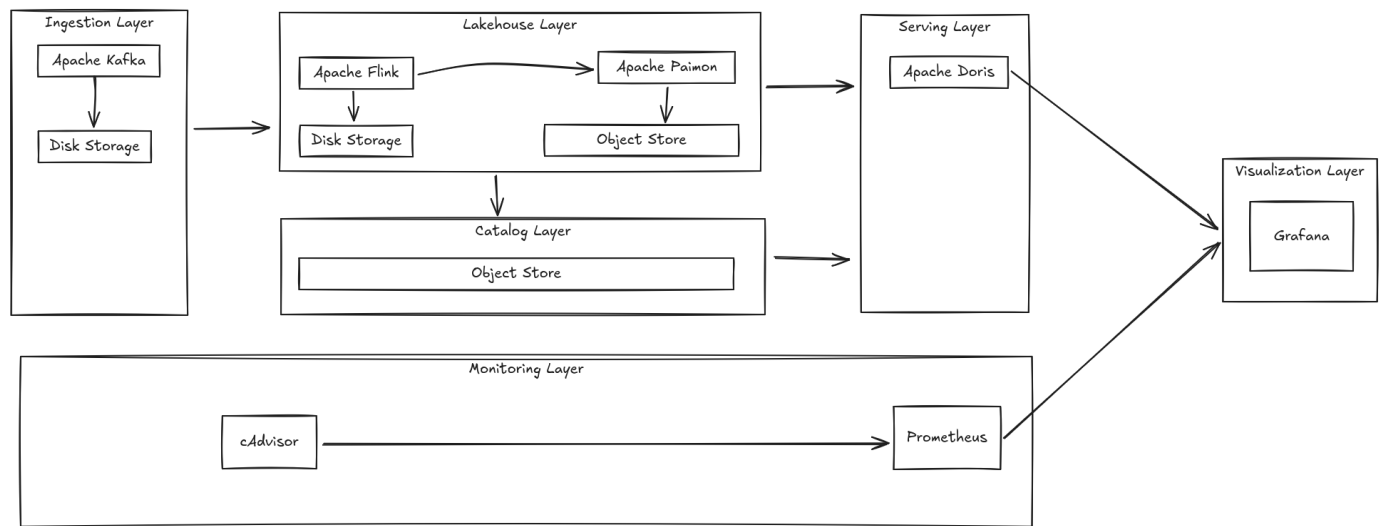 Ingestion Layer
Apache Kafka
Disk Storage
Lakehouse Layer
Apache Flink
Apache Paimon
Disk Storage
Object Store
Catalog Layer
Object Store
Serving Layer
Apache Doris
Visualization Layer
Grafana
Monitoring Layer
cAdvisor
Prometheus